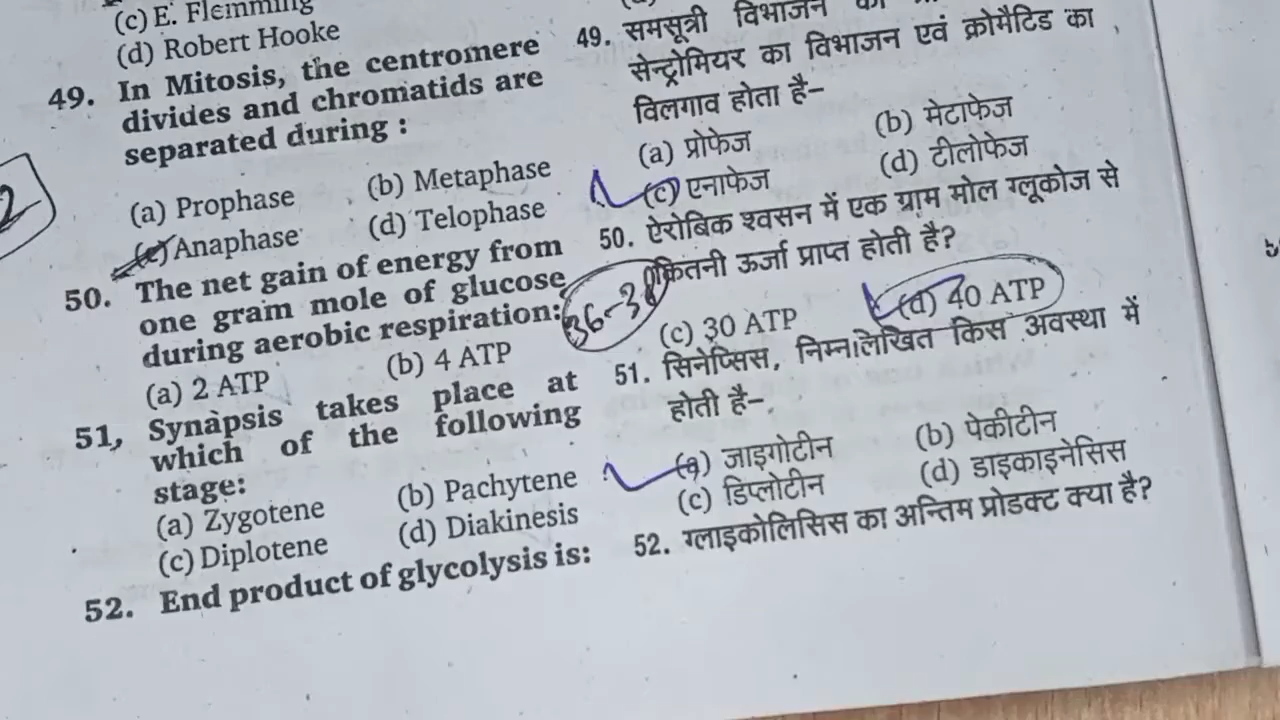 (c) E. Flemming
(d) Robert Hooke
49. In Mitosis, the centromere
divides and chromatids are
separated during :
(a) Prophase (b) Metaphase
(c) Anaphase (d) Telophase
50. The net gain of energy from
one gram mole of glucose
during aerobic respiration:
(a) 2 ATP (b) 4 ATP
51, Synapsis takes place at
which of the following
stage:
(a) Zygotene (b) Pachytene
(c) Diplotene (d) Diakinesis
52. End product of glycolysis is:
49. समसूत्री विभाजन
सेन्ट्रोमियर का विभाजन एवं क्रोमैटिड का
विलगाव होता है–
(a) प्रोफेज (b) मेटाफेज
(c) एनाफेज (d) टीलोफेज
50. ऐरोबिक श्वसन में एक ग्राम मोल ग्लूकोज से
कितनी ऊर्जा प्राप्त होती है?
36-38
(c) 30 ATP (d) 40 ATP
51. सिनेप्सिस, निम्नलिखित किस अवस्था में
होती है–
(a) जाइगोटीन (b) पेकीटीन
(c) डिप्लोटीन (d) डाइकाइनेसिस
52. ग्लाइकोलिसिस का अन्तिम प्रोडक्ट क्या है?
2